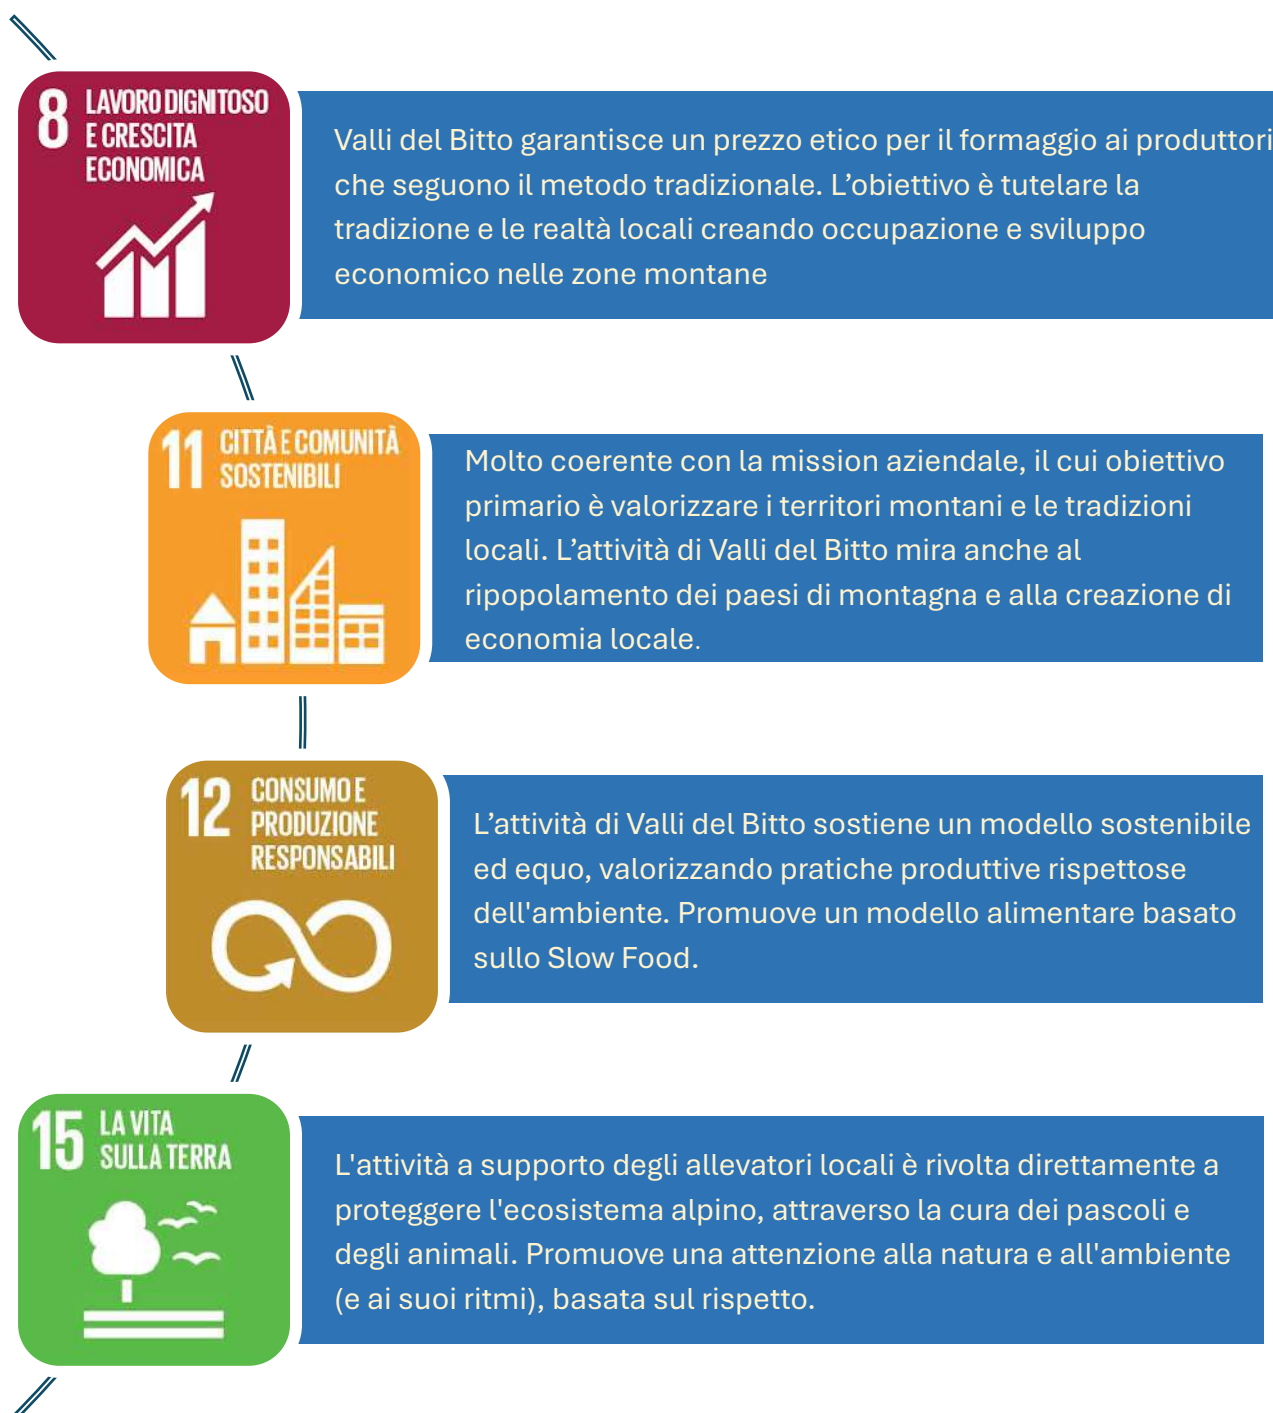 8 LAVORO DIGNITOSO
E CRESCITA
ECONOMICA
Valli del Bitto garantisce un prezzo etico per il formaggio ai produttori
che seguono il metodo tradizionale. L’obiettivo è tutelare la
tradizione e le realtà locali creando occupazione e sviluppo
economico nelle zone montane
11 CITTÀ E COMUNITÀ
SOSTENIBILI
Molto coerente con la mission aziendale, il cui obiettivo
primario è valorizzare i territori montani e le tradizioni
locali. L’attività di Valli del Bitto mira anche al
ripopolamento dei paesi di montagna e alla creazione di
economia locale.
12 CONSUMO E
PRODUZIONE
RESPONSABILI
L’attività di Valli del Bitto sostiene un modello sostenibile
ed equo, valorizzando pratiche produttive rispettose
dell'ambiente. Promuove un modello alimentare basato
sullo Slow Food.
15 LA VITA
SULLA TERRA
L'attività a supporto degli allevatori locali è rivolta direttamente a
proteggere l'ecosistema alpino, attraverso la cura dei pascoli e
degli animali. Promuove una attenzione alla natura e all'ambiente
(e ai suoi ritmi), basata sul rispetto.